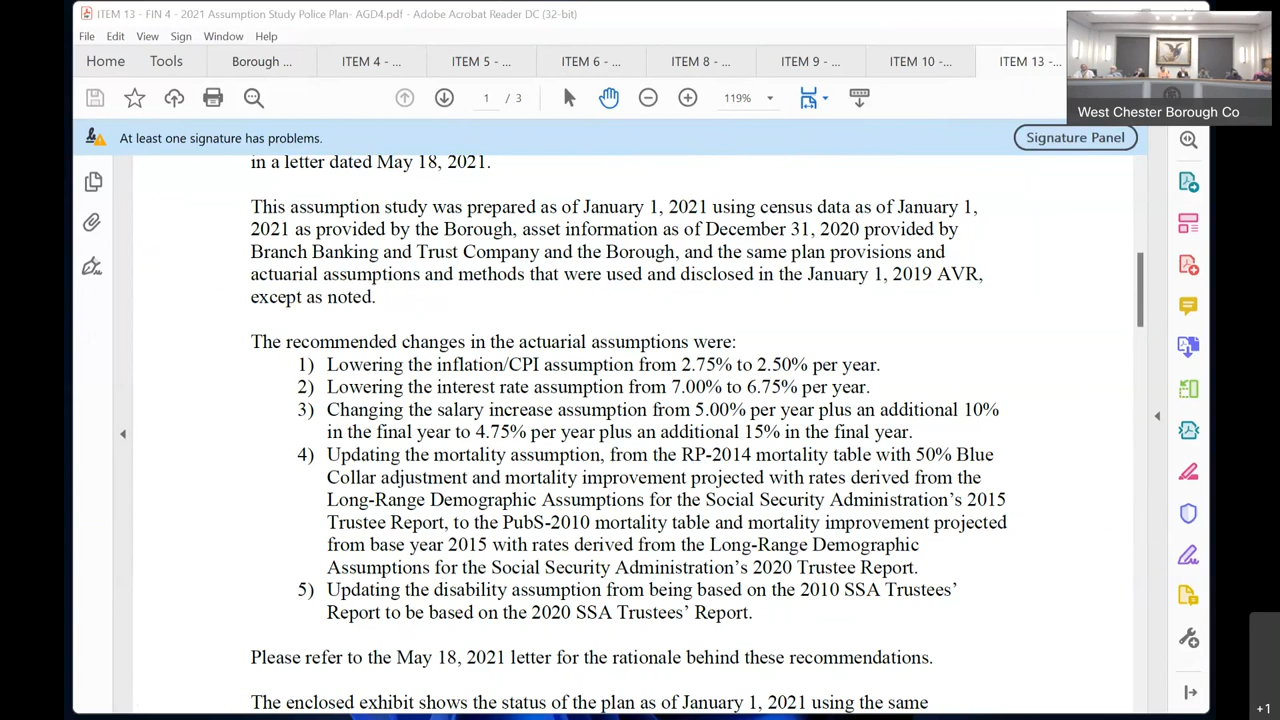 ITEM 13 - FIN 4 - 2021 Assumption Study Police Plan- AGD4.pdf - Adobe Acrobat Reader DC (32-bit)
File Edit View Sign Window Help
Home Tools Borough ... ITEM 4 - ... ITEM 5 - ... ITEM 6 - ... ITEM 8 - ... ITEM 9 - ... ITEM 10 -... ITEM 13 -...
West Chester Borough Co
1 / 3 119%
At least one signature has problems.
Signature Panel
in a letter dated May 18, 2021.
This assumption study was prepared as of January 1, 2021 using census data as of January 1,
2021 as provided by the Borough, asset information as of December 31, 2020 provided by
Branch Banking and Trust Company and the Borough, and the same plan provisions and
actuarial assumptions and methods that were used and disclosed in the January 1, 2019 AVR,
except as noted.
The recommended changes in the actuarial assumptions were:
1) Lowering the inflation/CPI assumption from 2.75% to 2.50% per year.
2) Lowering the interest rate assumption from 7.00% to 6.75% per year.
3) Changing the salary increase assumption from 5.00% per year plus an additional 10%
in the final year to 4.75% per year plus an additional 15% in the final year.
4) Updating the mortality assumption, from the RP-2014 mortality table with 50% Blue
Collar adjustment and mortality improvement projected with rates derived from the
Long-Range Demographic Assumptions for the Social Security Administration's 2015
Trustee Report, to the PubS-2010 mortality table and mortality improvement projected
from base year 2015 with rates derived from the Long-Range Demographic
Assumptions for the Social Security Administration's 2020 Trustee Report.
5) Updating the disability assumption from being based on the 2010 SSA Trustees'
Report to be based on the 2020 SSA Trustees' Report.
Please refer to the May 18, 2021 letter for the rationale behind these recommendations.
The enclosed exhibit shows the status of the plan as of January 1, 2021 using the same
+1